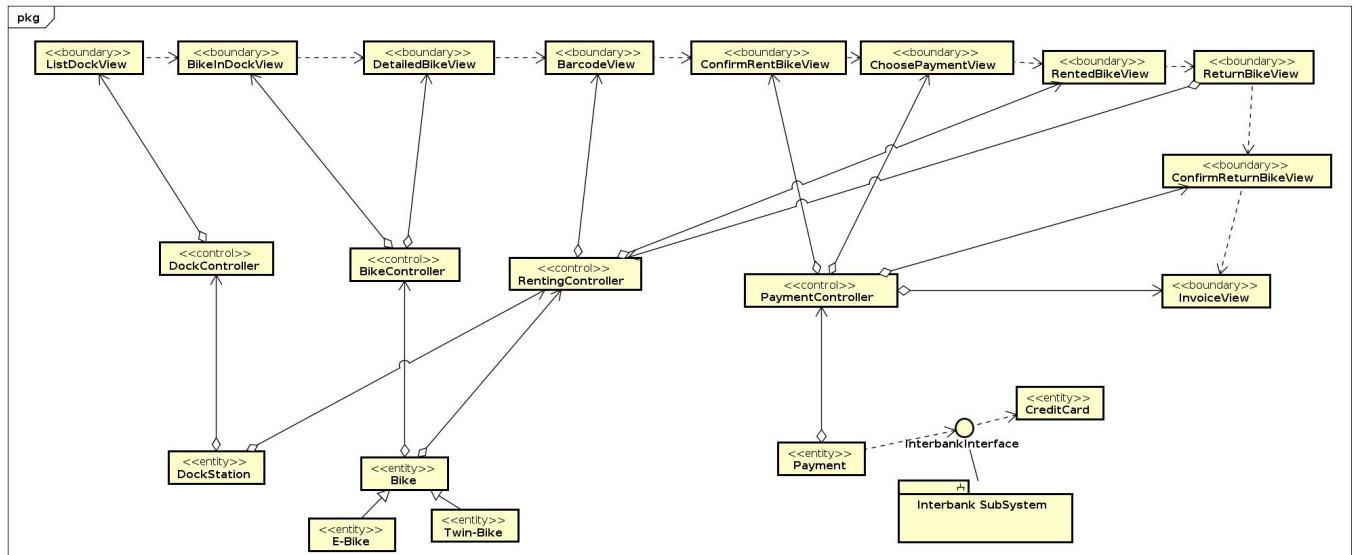 pkg
<<boundary>>
ListDockView
<<boundary>>
BikeInDockView
<<boundary>>
DetailedBikeView
<<boundary>>
BarcodeView
<<boundary>>
ConfirmRentBikeView
<<boundary>>
ChoosePaymentView
<<boundary>>
RentedBikeView
<<boundary>>
ReturnBikeView
<<boundary>>
ConfirmReturnBikeView
<<control>>
DockController
<<control>>
BikeController
<<control>>
RentingController
<<control>>
PaymentController
<<boundary>>
InvoiceView
<<entity>>
CreditCard
InterbankInterface
<<entity>>
DockStation
<<entity>>
Bike
<<entity>>
Payment
Interbank SubSystem
<<entity>>
E-Bike
<<entity>>
Twin-Bike